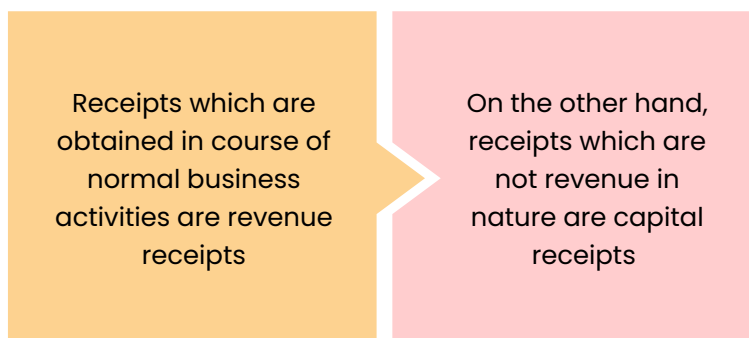 Receipts which are
obtained in course of
normal business
activities are revenue
receipts
On the other hand,
receipts which are
not revenue in
nature are capital
receipts